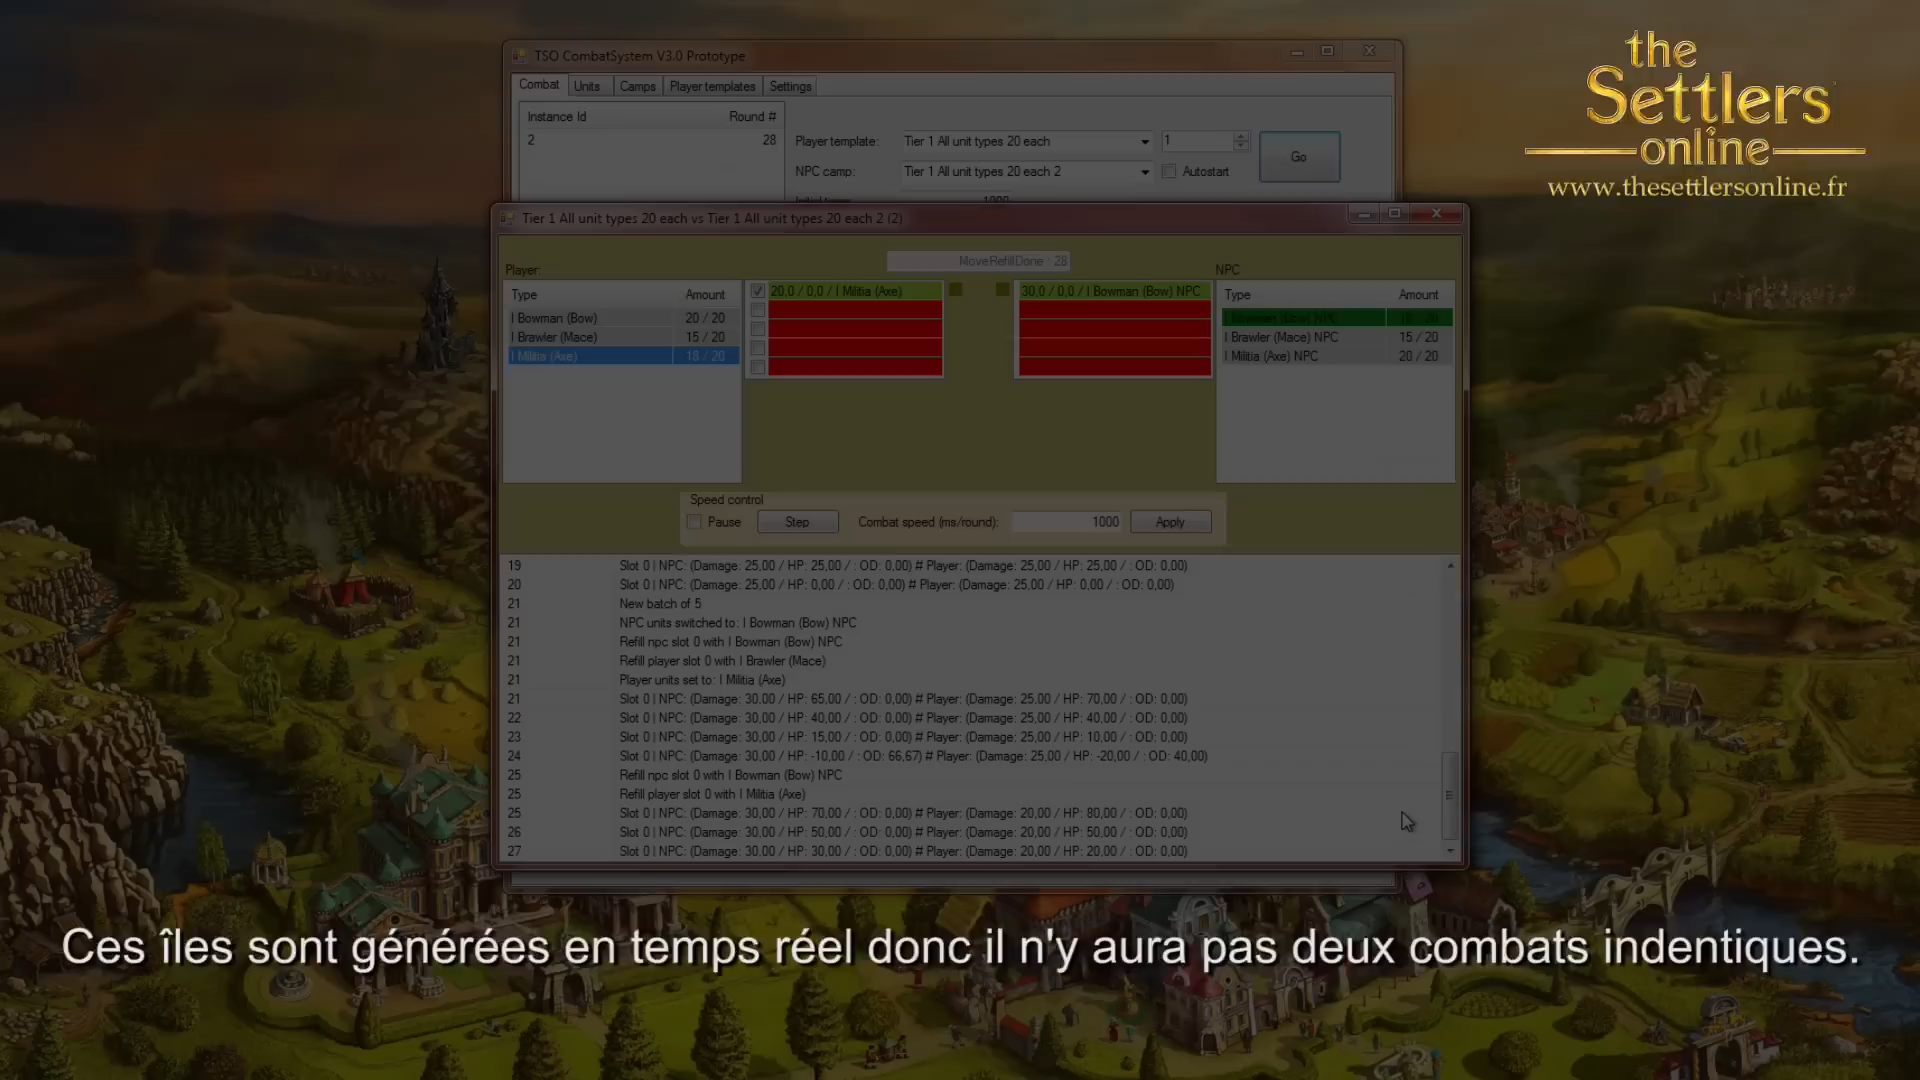 the
Settlers
online
www.thesettlersonline.fr
TSO CombatSystem V3.0 Prototype
Combat Units Camps Player templates Settings
Instance Id Round #
2 28
Player template: Tier 1 All unit types 20 each 1 Go
NPC camp: Tier 1 All unit types 20 each 2 Autostart
Tier 1 All unit types 20 each vs Tier 1 All unit types 20 each 2 (2)
MoveRefillDone : 28
Player: NPC
Type Amount 20,0 / 0,0 / I Militia (Axe) 30,0 / 0,0 / I Bowman (Bow) NPC Type Amount
I Bowman (Bow) 20 / 20
I Brawler (Mace) 15 / 20 I Brawler (Mace) NPC 15 / 20
I Militia (Axe) 18 / 20 I Militia (Axe) NPC 20 / 20
Speed control
Pause Step Combat speed (ms/round): 1000 Apply
19 Slot 0 | NPC: (Damage: 25,00 / HP: 25,00 / : OD: 0,00) # Player: (Damage: 25,00 / HP: 25,00 / : OD: 0,00)
20 Slot 0 | NPC: (Damage: 25,00 / HP: 0,00 / : OD: 0,00) # Player: (Damage: 25,00 / HP: 0,00 / : OD: 0,00)
21 New batch of 5
21 NPC units switched to: I Bowman (Bow) NPC
21 Refill npc slot 0 with I Bowman (Bow) NPC
21 Refill player slot 0 with I Brawler (Mace)
21 Player units set to: I Militia (Axe)
21 Slot 0 | NPC: (Damage: 30,00 / HP: 65,00 / : OD: 0,00) # Player: (Damage: 25,00 / HP: 70,00 / : OD: 0,00)
22 Slot 0 | NPC: (Damage: 30,00 / HP: 40,00 / : OD: 0,00) # Player: (Damage: 25,00 / HP: 40,00 / : OD: 0,00)
23 Slot 0 | NPC: (Damage: 30,00 / HP: 15,00 / : OD: 0,00) # Player: (Damage: 25,00 / HP: 10,00 / : OD: 0,00)
24 Slot 0 | NPC: (Damage: 30,00 / HP: -10,00 / : OD: 66,67) # Player: (Damage: 25,00 / HP: -20,00 / : OD: 40,00)
25 Refill npc slot 0 with I Bowman (Bow) NPC
25 Refill player slot 0 with I Militia (Axe)
25 Slot 0 | NPC: (Damage: 30,00 / HP: 70,00 / : OD: 0,00) # Player: (Damage: 20,00 / HP: 80,00 / : OD: 0,00)
26 Slot 0 | NPC: (Damage: 30,00 / HP: 50,00 / : OD: 0,00) # Player: (Damage: 20,00 / HP: 50,00 / : OD: 0,00)
27 Slot 0 | NPC: (Damage: 30,00 / HP: 30,00 / : OD: 0,00) # Player: (Damage: 20,00 / HP: 20,00 / : OD: 0,00)
Ces îles sont générées en temps réel donc il n'y aura pas deux combats indentiques.